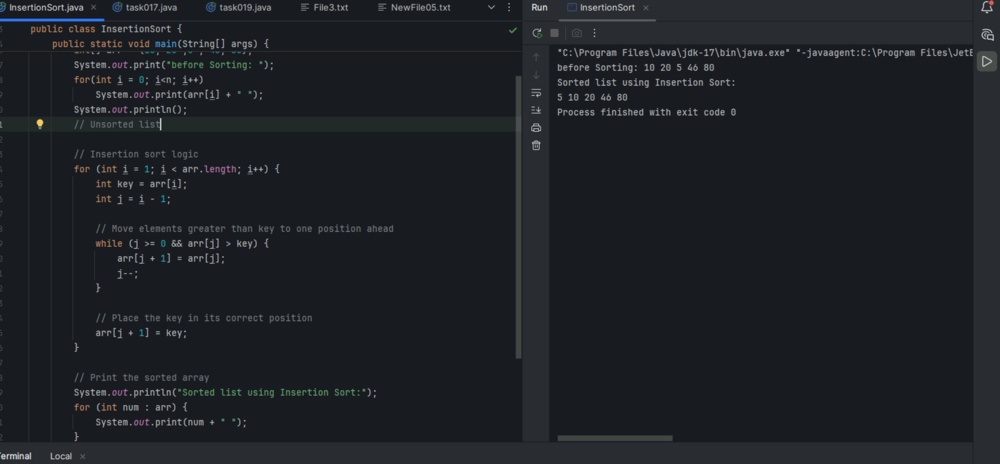 InsertionSort.java task017.java task019.java File3.txt NewFile05.txt
public class InsertionSort {
public static void main(String[] args) {
System.out.print("before Sorting: ");
for(int i = 0; i<n; i++)
System.out.print(arr[i] + " ");
System.out.println();
// Unsorted list
// Insertion sort logic
for (int i = 1; i < arr.length; i++) {
int key = arr[i];
int j = i - 1;
// Move elements greater than key to one position ahead
while (j >= 0 && arr[j] > key) {
arr[j + 1] = arr[j];
j--;
}
// Place the key in its correct position
arr[j + 1] = key;
}
// Print the sorted array
System.out.println("Sorted list using Insertion Sort:");
for (int num : arr) {
System.out.print(num + " ");
}
Run InsertionSort
"C:\Program Files\Java\jdk-17\bin\java.exe" "-javaagent:C:\Program Files\JetB
before Sorting: 10 20 5 46 80
Sorted list using Insertion Sort:
5 10 20 46 80
Process finished with exit code 0
Terminal Local